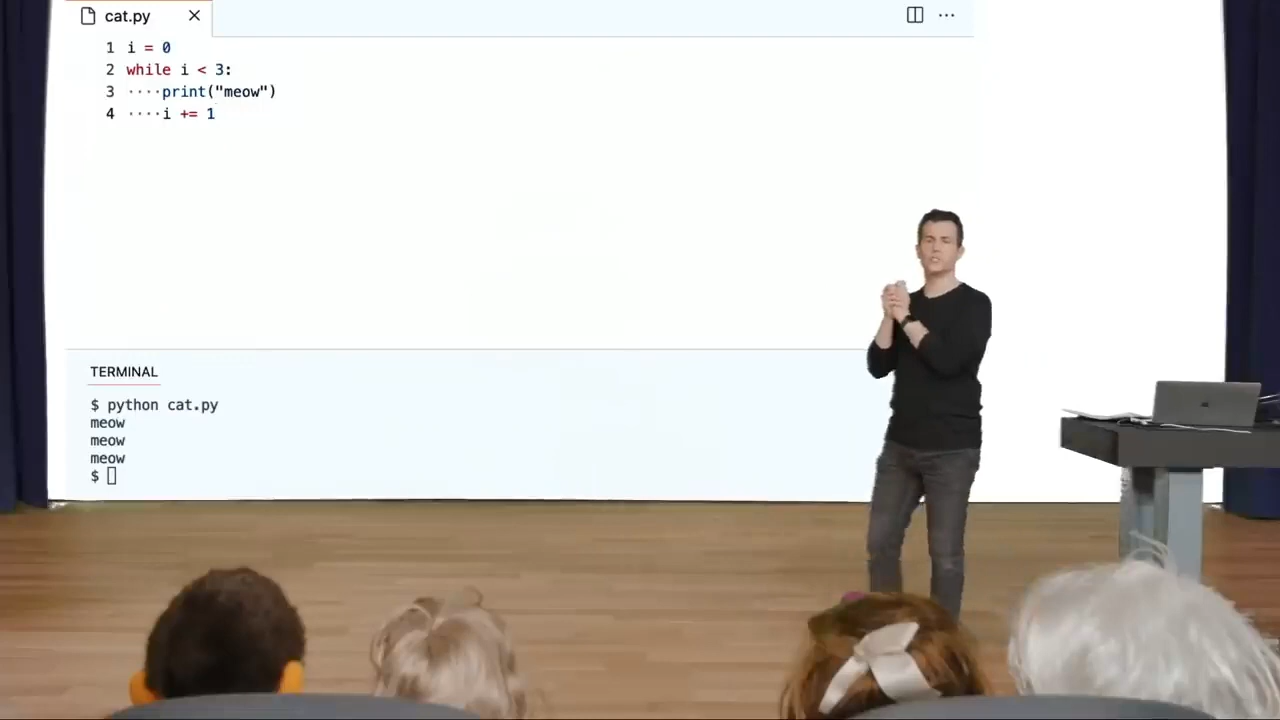 cat.py
1 i = 0
2 while i < 3:
3 ····print("meow")
4 ····i += 1
TERMINAL
$ python cat.py
meow
meow
meow
$